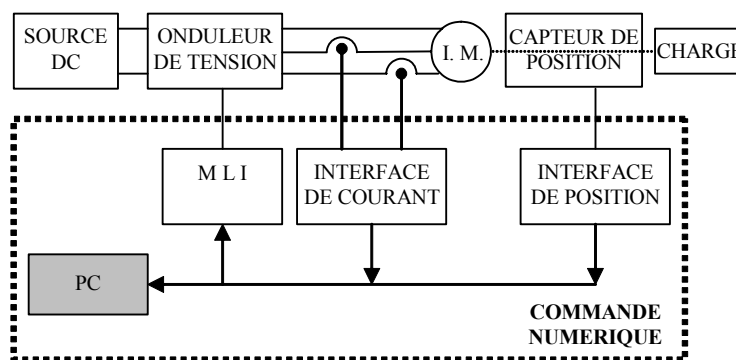 SOURCE
DC
ONDULEUR
DE TENSION
I. M.
CAPTEUR DE
POSITION
CHARGE
M L I
INTERFACE
DE COURANT
INTERFACE
DE POSITION
PC
COMMANDE
NUMERIQUE